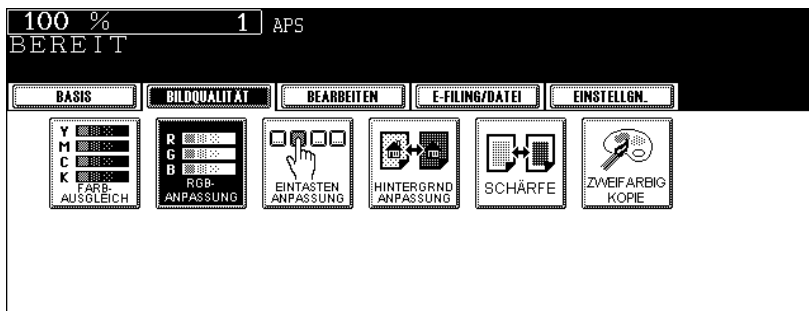 100 % 1 APS
BEREIT
BASIS BILDQUALITÄT BEARBEITEN E-FILING/DATEI EINSTELLGN.
Y
M
C
K
FARB-
AUSGLEICH
R
G
B
RGB-
ANPASSUNG
EINTASTEN
ANPASSUNG
HINTERGRND
ANPASSUNG
SCHÄRFE
ZWEIFARBIG
KOPIE